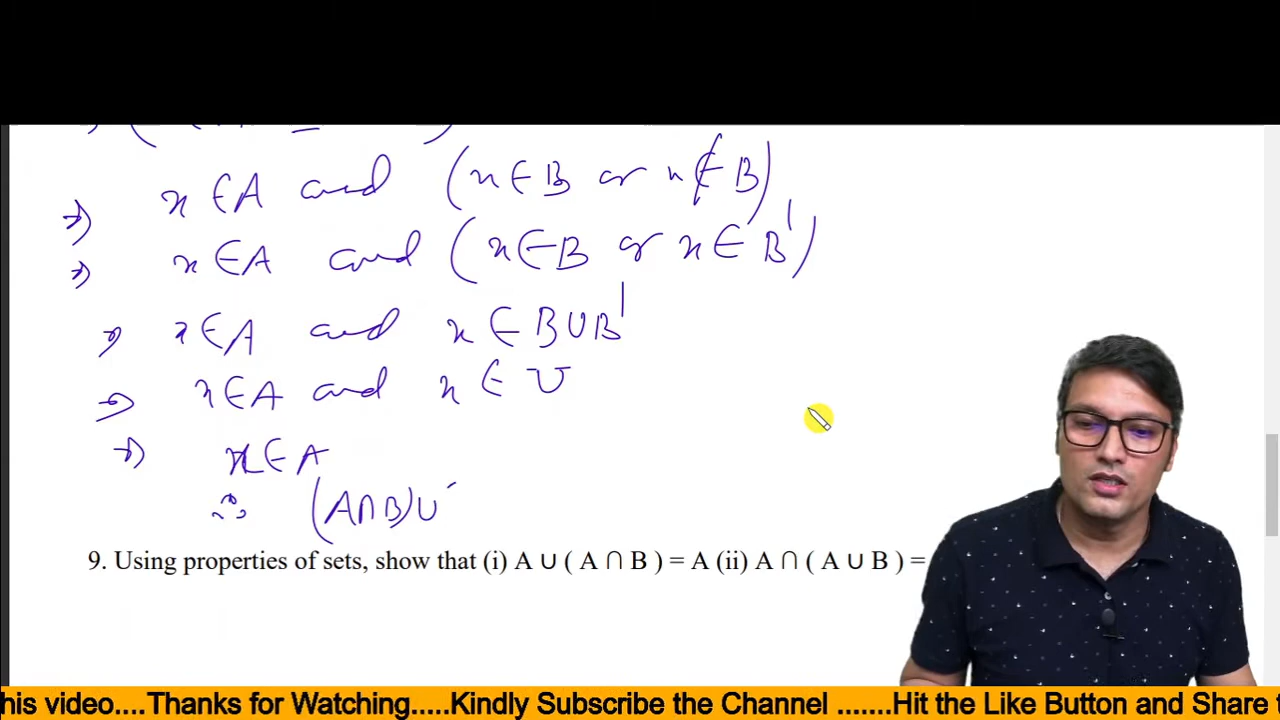 ⇒ x ∈ A and (x ∈ B or x ∉ B)
⇒ x ∈ A and (x ∈ B or x ∈ B')
⇒ x ∈ A and x ∈ B ∪ B'
⇒ x ∈ A and x ∈ U
⇒ x ∈ A
∴ (A ∩ B) ∪
9. Using properties of sets, show that (i) A ∪ ( A ∩ B ) = A (ii) A ∩ ( A ∪ B ) =
his video....Thanks for Watching.....Kindly Subscribe the Channel .......Hit the Like Button and Share